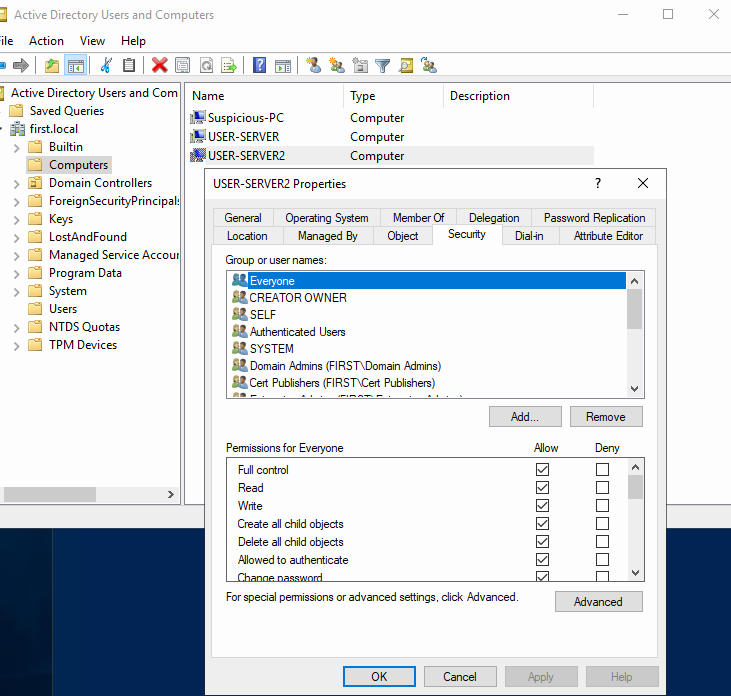 Active Directory Users and Computers
File Action View Help
Active Directory Users and Com
Saved Queries
first.local
Builtin
Computers
Domain Controllers
ForeignSecurityPrincipals
Keys
LostAndFound
Managed Service Accour
Program Data
System
Users
NTDS Quotas
TPM Devices
Name Type Description
Suspicious-PC Computer
USER-SERVER Computer
USER-SERVER2 Computer
USER-SERVER2 Properties
General Operating System Member Of Delegation Password Replication
Location Managed By Object Security Dial-in Attribute Editor
Group or user names:
Everyone
CREATOR OWNER
SELF
Authenticated Users
SYSTEM
Domain Admins (FIRST\Domain Admins)
Cert Publishers (FIRST\Cert Publishers)
Add... Remove
Permissions for Everyone Allow Deny
Full control
Read
Write
Create all child objects
Delete all child objects
Allowed to authenticate
Change password
For special permissions or advanced settings, click Advanced.
Advanced
OK Cancel Apply Help